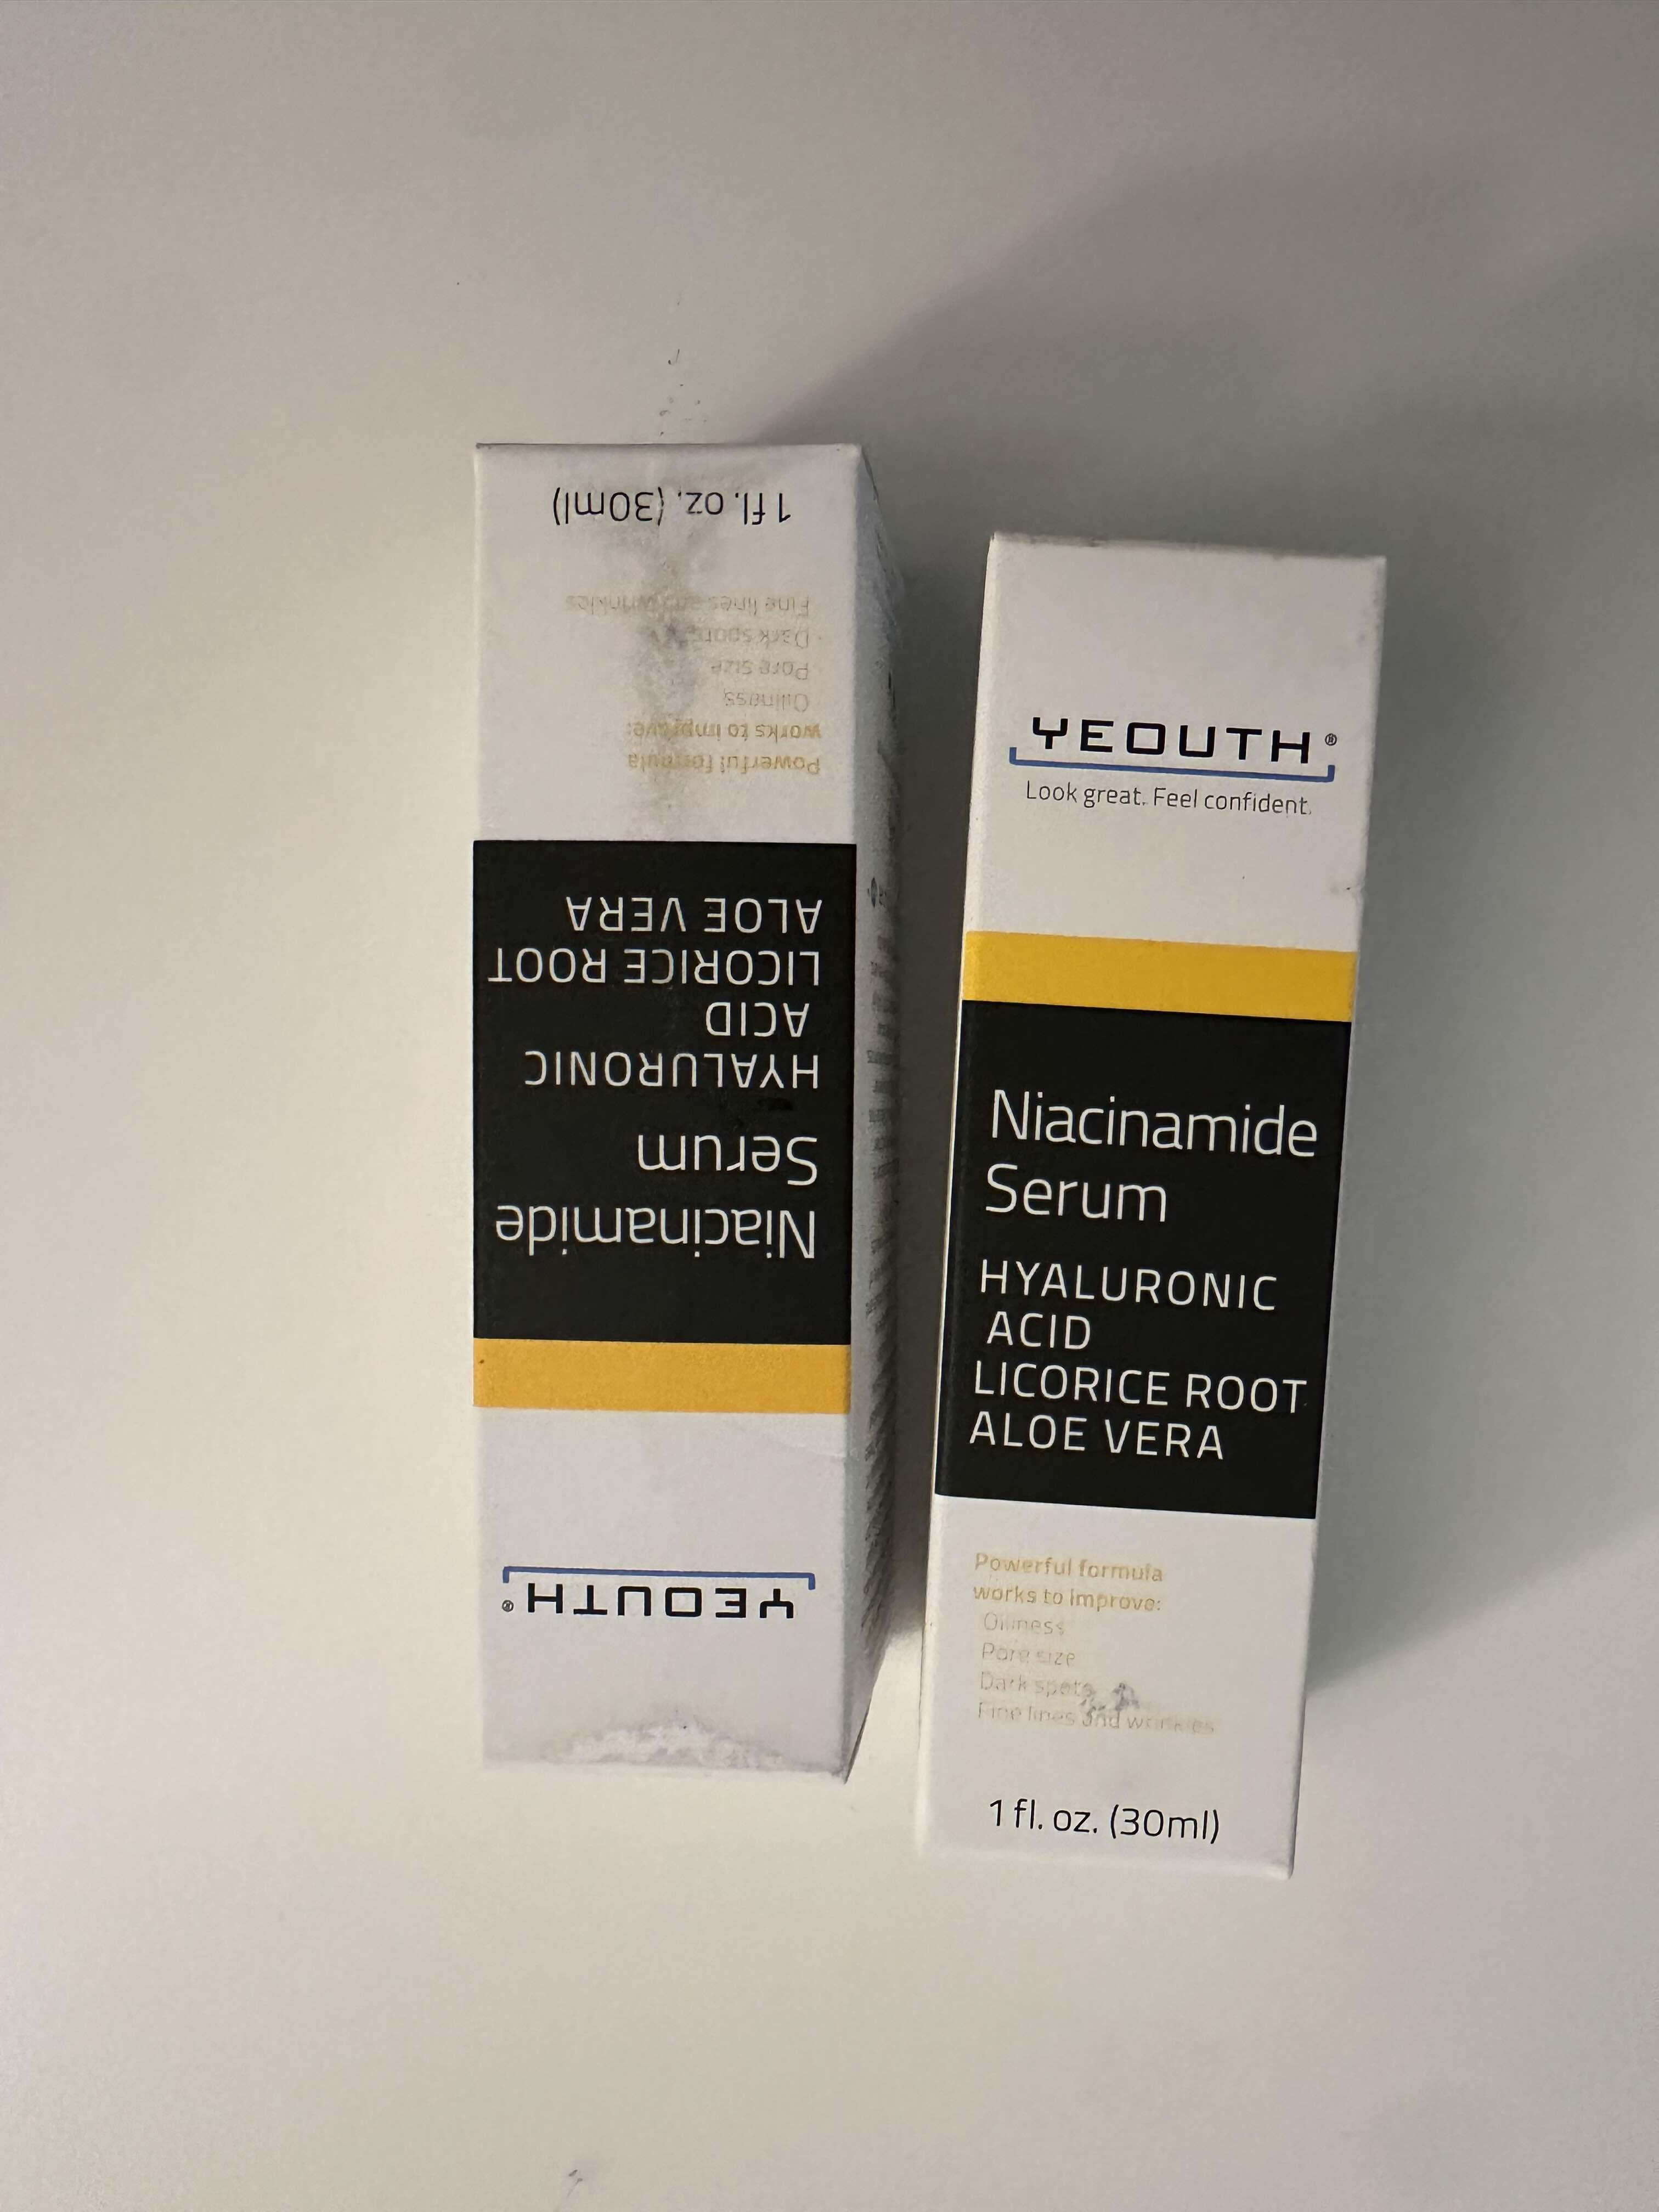 1 fl. oz. (30ml)
Fine lines and wrinkles
Dark spots
Pore size
Oiliness
works to improve:
Powerful formula
ALOE VERA
LICORICE ROOT
ACID
HYALURONIC
Serum
Niacinamide
YEOUTH®
YEOUTH®
Look great. Feel confident.
Niacinamide
Serum
HYALURONIC
ACID
LICORICE ROOT
ALOE VERA
Powerful formula
works to improve:
Oiliness
Pore size
Dark spots
Fine lines and wrinkles
1 fl. oz. (30ml)